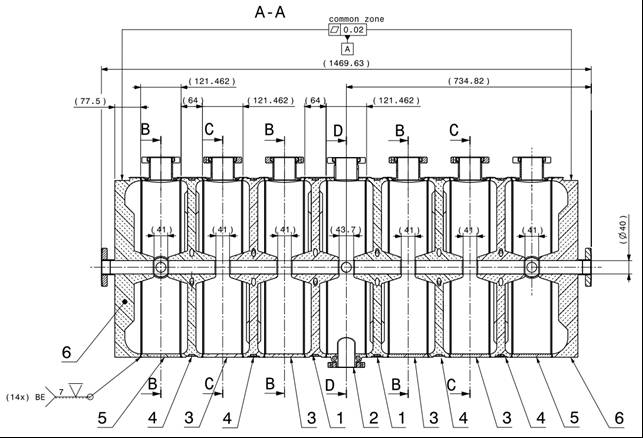 A-A
common zone
0.02
A
(1469.63)
(734.82)
(121.462) (64) (121.462) (64) (121.462)
(77.5)
B C B D B C
(Ø40)
(41) (41) (41) (43.7) (41) (41) (41)
6
7
(14x) BE
B C B D B C
5 4 3 4 3 1 2 1 3 4 3 4 5 6